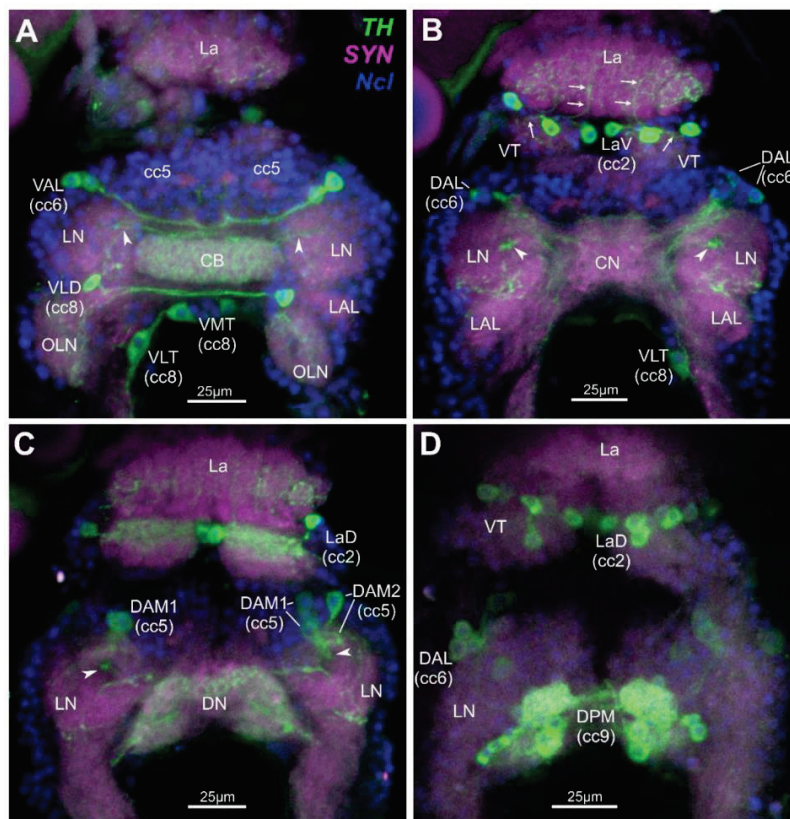 A
TH
SYN
Ncl
La
cc5 cc5
VAL
(cc6)
LN
LN
CB
VLD
(cc8)
LAL
VMT
(cc8)
OLN
VLT
(cc8)
OLN
25µm
B
La
VT
LaV
(cc2)
VT
DAL
(cc6)
DAL
(cc6
LN
CN
LN
LAL
LAL
VLT
(cc8)
25µm
C
La
LaD
(cc2)
DAM1
(cc5)
DAM1
(cc5)
DAM2
(cc5)
LN
DN
LN
25µm
D
La
VT
LaD
(cc2)
DAL
(cc6)
LN
DPM
(cc9)
25µm